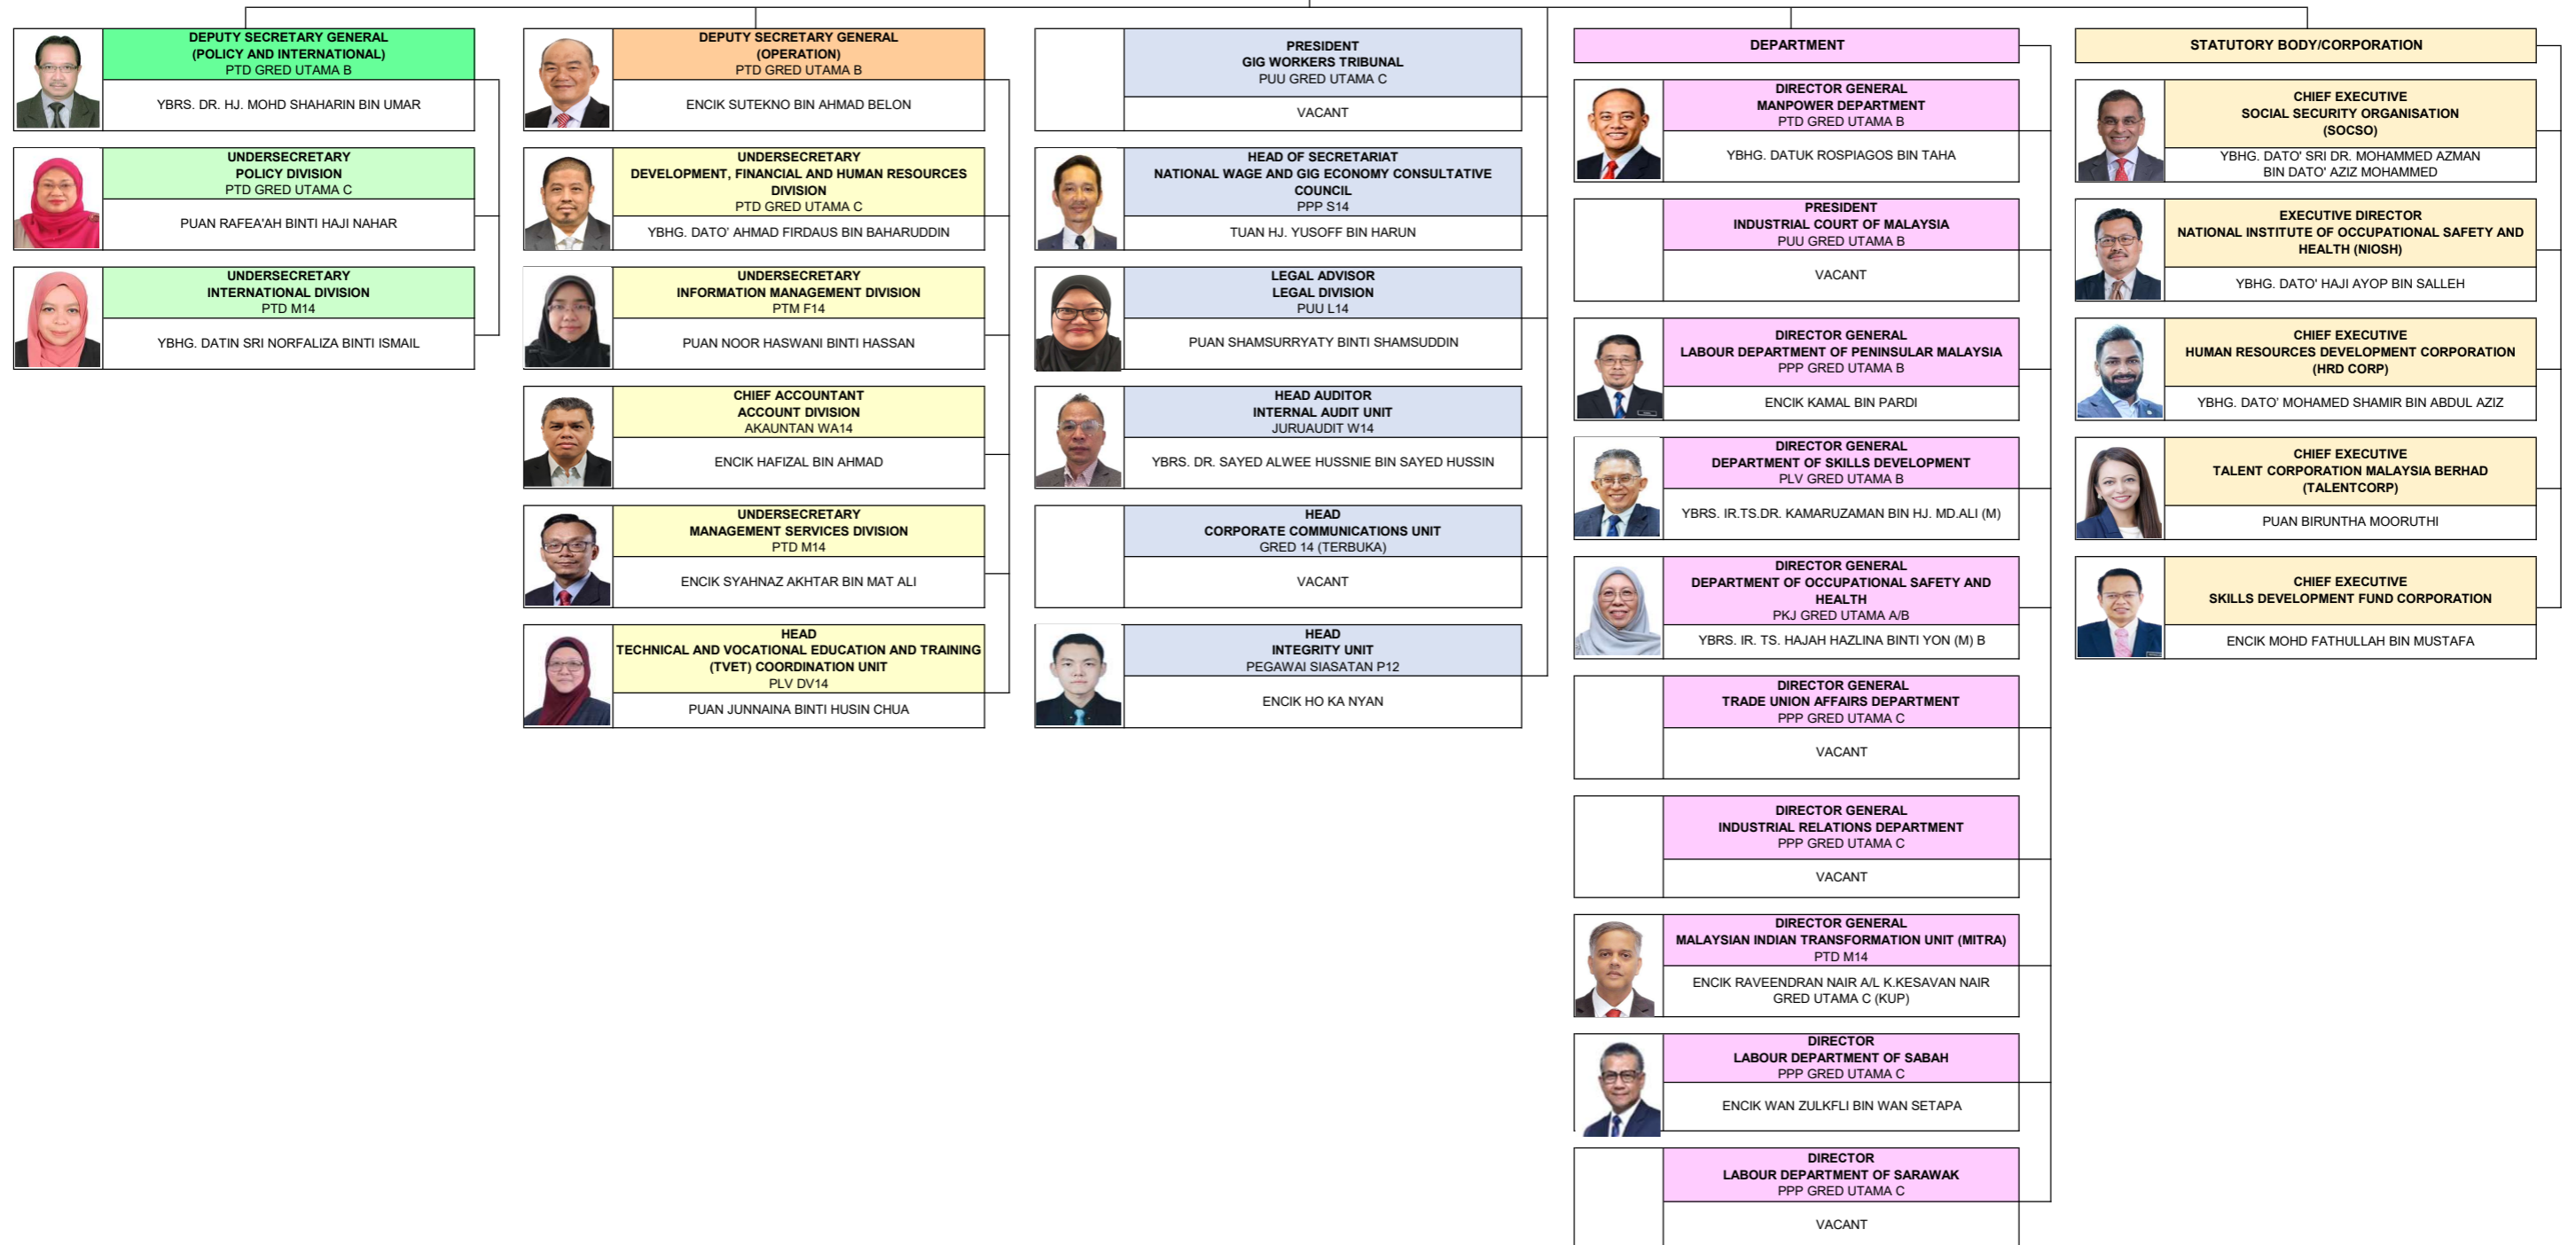 DEPUTY SECRETARY GENERAL
(POLICY AND INTERNATIONAL)
PTD GRED UTAMA B
YBRS. DR. HJ. MOHD SHAHARIN BIN UMAR
UNDERSECRETARY
POLICY DIVISION
PTD GRED UTAMA C
PUAN RAFEA'AH BINTI HAJI NAHAR
UNDERSECRETARY
INTERNATIONAL DIVISION
PTD M14
YBHG. DATIN SRI NORFALIZA BINTI ISMAIL
DEPUTY SECRETARY GENERAL
(OPERATION)
PTD GRED UTAMA B
ENCIK SUTEKNO BIN AHMAD BELON
UNDERSECRETARY
DEVELOPMENT, FINANCIAL AND HUMAN RESOURCES
DIVISION
PTD GRED UTAMA C
YBHG. DATO' AHMAD FIRDAUS BIN BAHARUDDIN
UNDERSECRETARY
INFORMATION MANAGEMENT DIVISION
PTM F14
PUAN NOOR HASWANI BINTI HASSAN
CHIEF ACCOUNTANT
ACCOUNT DIVISION
AKAUNTAN WA14
ENCIK HAFIZAL BIN AHMAD
UNDERSECRETARY
MANAGEMENT SERVICES DIVISION
PTD M14
ENCIK SYAHNAZ AKHTAR BIN MAT ALI
HEAD
TECHNICAL AND VOCATIONAL EDUCATION AND TRAINING
(TVET) COORDINATION UNIT
PLV DV14
PUAN JUNNAINA BINTI HUSIN CHUA
PRESIDENT
GIG WORKERS TRIBUNAL
PUU GRED UTAMA C
VACANT
HEAD OF SECRETARIAT
NATIONAL WAGE AND GIG ECONOMY CONSULTATIVE
COUNCIL
PPP S14
TUAN HJ. YUSOFF BIN HARUN
LEGAL ADVISOR
LEGAL DIVISION
PUU L14
PUAN SHAMSURRYATY BINTI SHAMSUDDIN
HEAD AUDITOR
INTERNAL AUDIT UNIT
JURUAUDIT W14
YBRS. DR. SAYED ALWEE HUSSNIE BIN SAYED HUSSIN
HEAD
CORPORATE COMMUNICATIONS UNIT
GRED 14 (TERBUKA)
VACANT
HEAD
INTEGRITY UNIT
PEGAWAI SIASATAN P12
ENCIK HO KA NYAN
DEPARTMENT
DIRECTOR GENERAL
MANPOWER DEPARTMENT
PTD GRED UTAMA B
YBHG. DATUK ROSPIAGOS BIN TAHA
PRESIDENT
INDUSTRIAL COURT OF MALAYSIA
PUU GRED UTAMA B
VACANT
DIRECTOR GENERAL
LABOUR DEPARTMENT OF PENINSULAR MALAYSIA
PPP GRED UTAMA B
ENCIK KAMAL BIN PARDI
DIRECTOR GENERAL
DEPARTMENT OF SKILLS DEVELOPMENT
PLV GRED UTAMA B
YBRS. IR.TS.DR. KAMARUZAMAN BIN HJ. MD.ALI (M)
DIRECTOR GENERAL
DEPARTMENT OF OCCUPATIONAL SAFETY AND
HEALTH
PKJ GRED UTAMA A/B
YBRS. IR. TS. HAJAH HAZLINA BINTI YON (M) B
DIRECTOR GENERAL
TRADE UNION AFFAIRS DEPARTMENT
PPP GRED UTAMA C
VACANT
DIRECTOR GENERAL
INDUSTRIAL RELATIONS DEPARTMENT
PPP GRED UTAMA C
VACANT
DIRECTOR GENERAL
MALAYSIAN INDIAN TRANSFORMATION UNIT (MITRA)
PTD M14
ENCIK RAVEENDRAN NAIR A/L K.KESAVAN NAIR
GRED UTAMA C (KUP)
DIRECTOR
LABOUR DEPARTMENT OF SABAH
PPP GRED UTAMA C
ENCIK WAN ZULKFLI BIN WAN SETAPA
DIRECTOR
LABOUR DEPARTMENT OF SARAWAK
PPP GRED UTAMA C
VACANT
STATUTORY BODY/CORPORATION
CHIEF EXECUTIVE
SOCIAL SECURITY ORGANISATION
(SOCSO)
YBHG. DATO' SRI DR. MOHAMMED AZMAN
BIN DATO' AZIZ MOHAMMED
EXECUTIVE DIRECTOR
NATIONAL INSTITUTE OF OCCUPATIONAL SAFETY AND
HEALTH (NIOSH)
YBHG. DATO' HAJI AYOP BIN SALLEH
CHIEF EXECUTIVE
HUMAN RESOURCES DEVELOPMENT CORPORATION
(HRD CORP)
YBHG. DATO' MOHAMED SHAMIR BIN ABDUL AZIZ
CHIEF EXECUTIVE
TALENT CORPORATION MALAYSIA BERHAD
(TALENTCORP)
PUAN BIRUNTHA MOORUTHI
CHIEF EXECUTIVE
SKILLS DEVELOPMENT FUND CORPORATION
ENCIK MOHD FATHULLAH BIN MUSTAFA